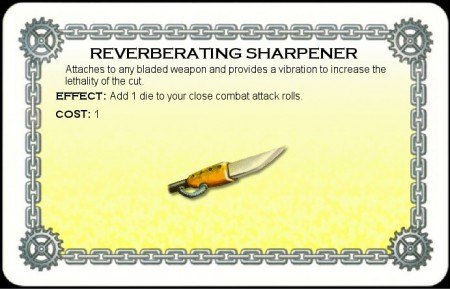 REVERBERATING SHARPENER
Attaches to any bladed weapon and provides a vibration to increase the
lethality of the cut.
EFFECT: Add 1 die to your close combat attack rolls.
COST: 1